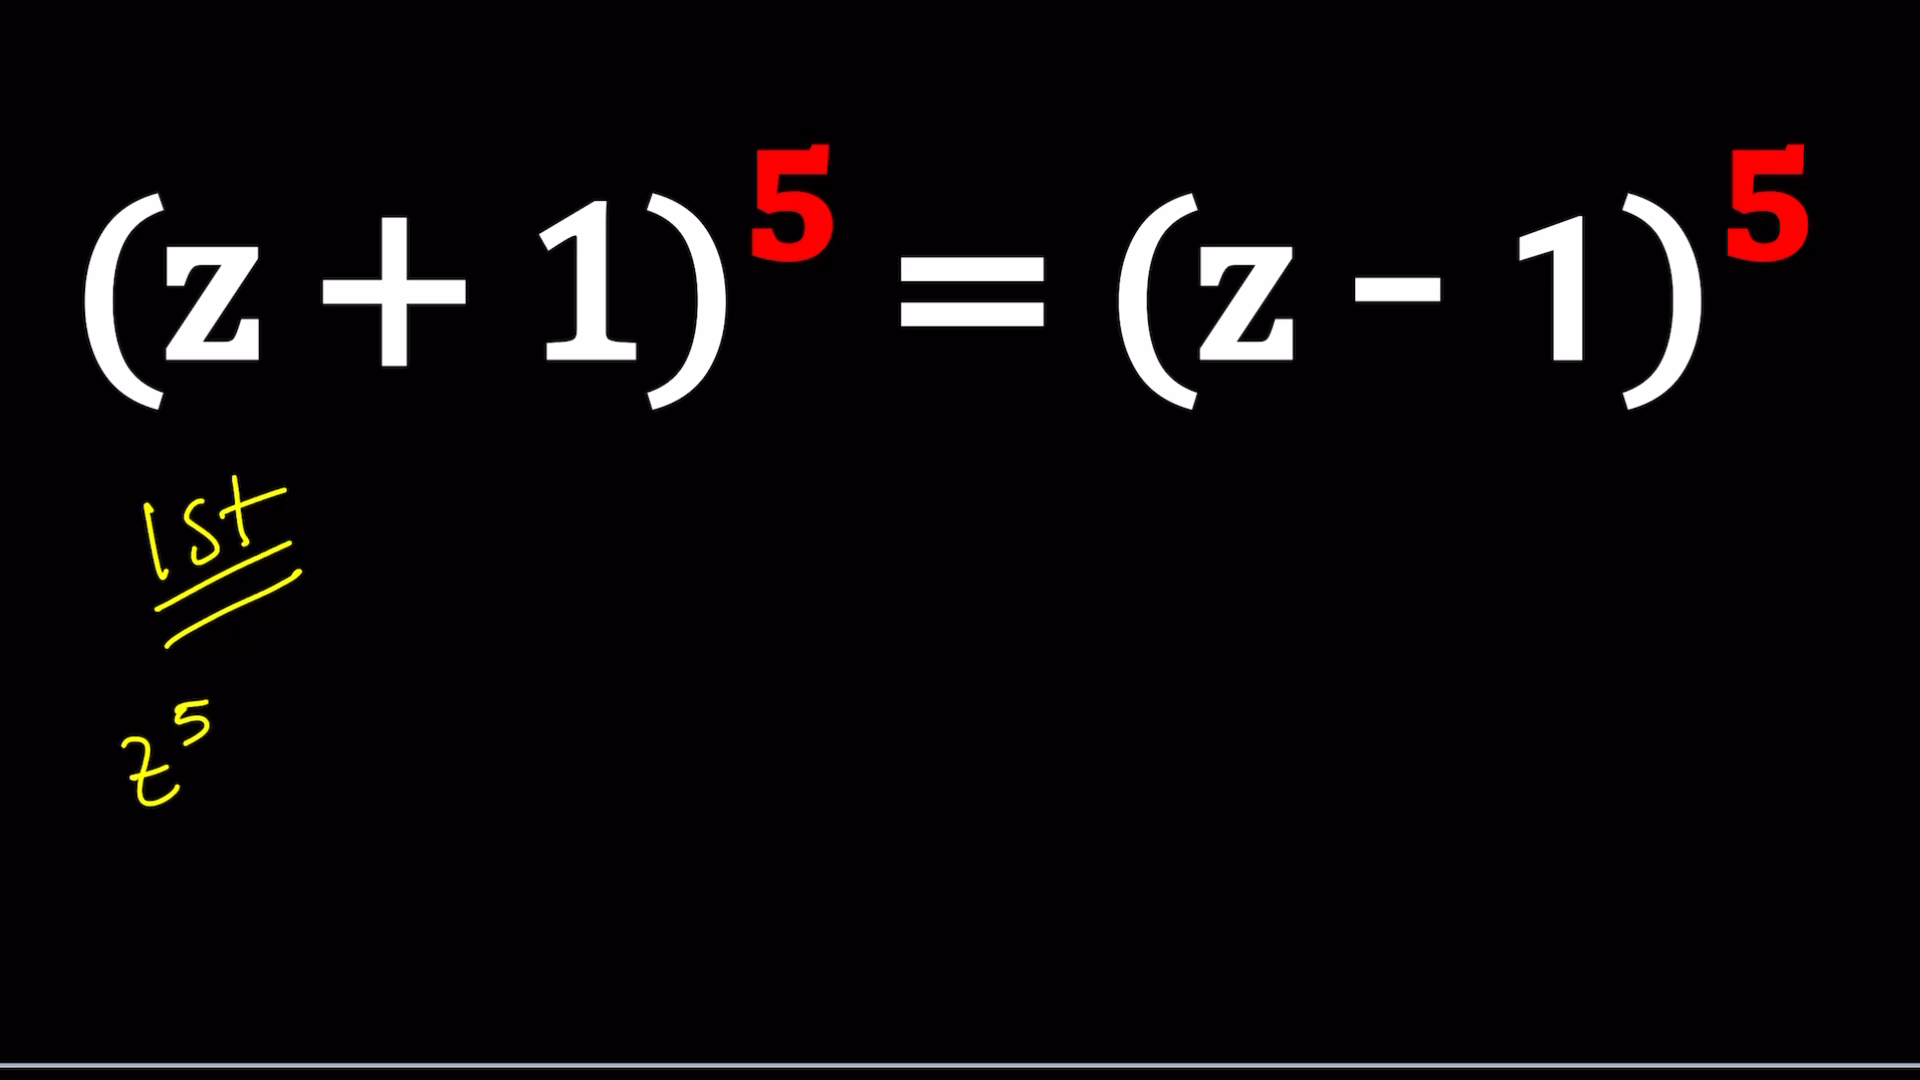 (z + 1)⁵ = (z - 1)⁵
1st
z⁵